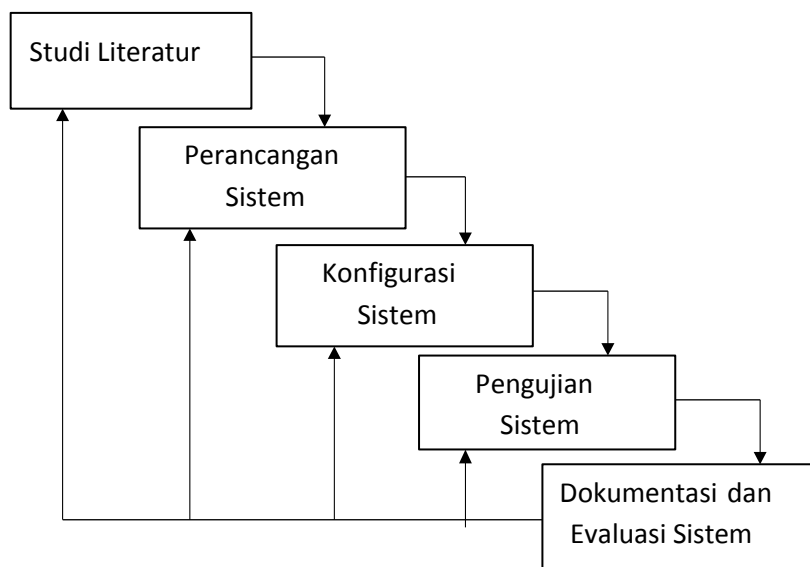 Studi Literatur
Perancangan
Sistem
Konfigurasi
Sistem
Pengujian
Sistem
Dokumentasi dan
Evaluasi Sistem